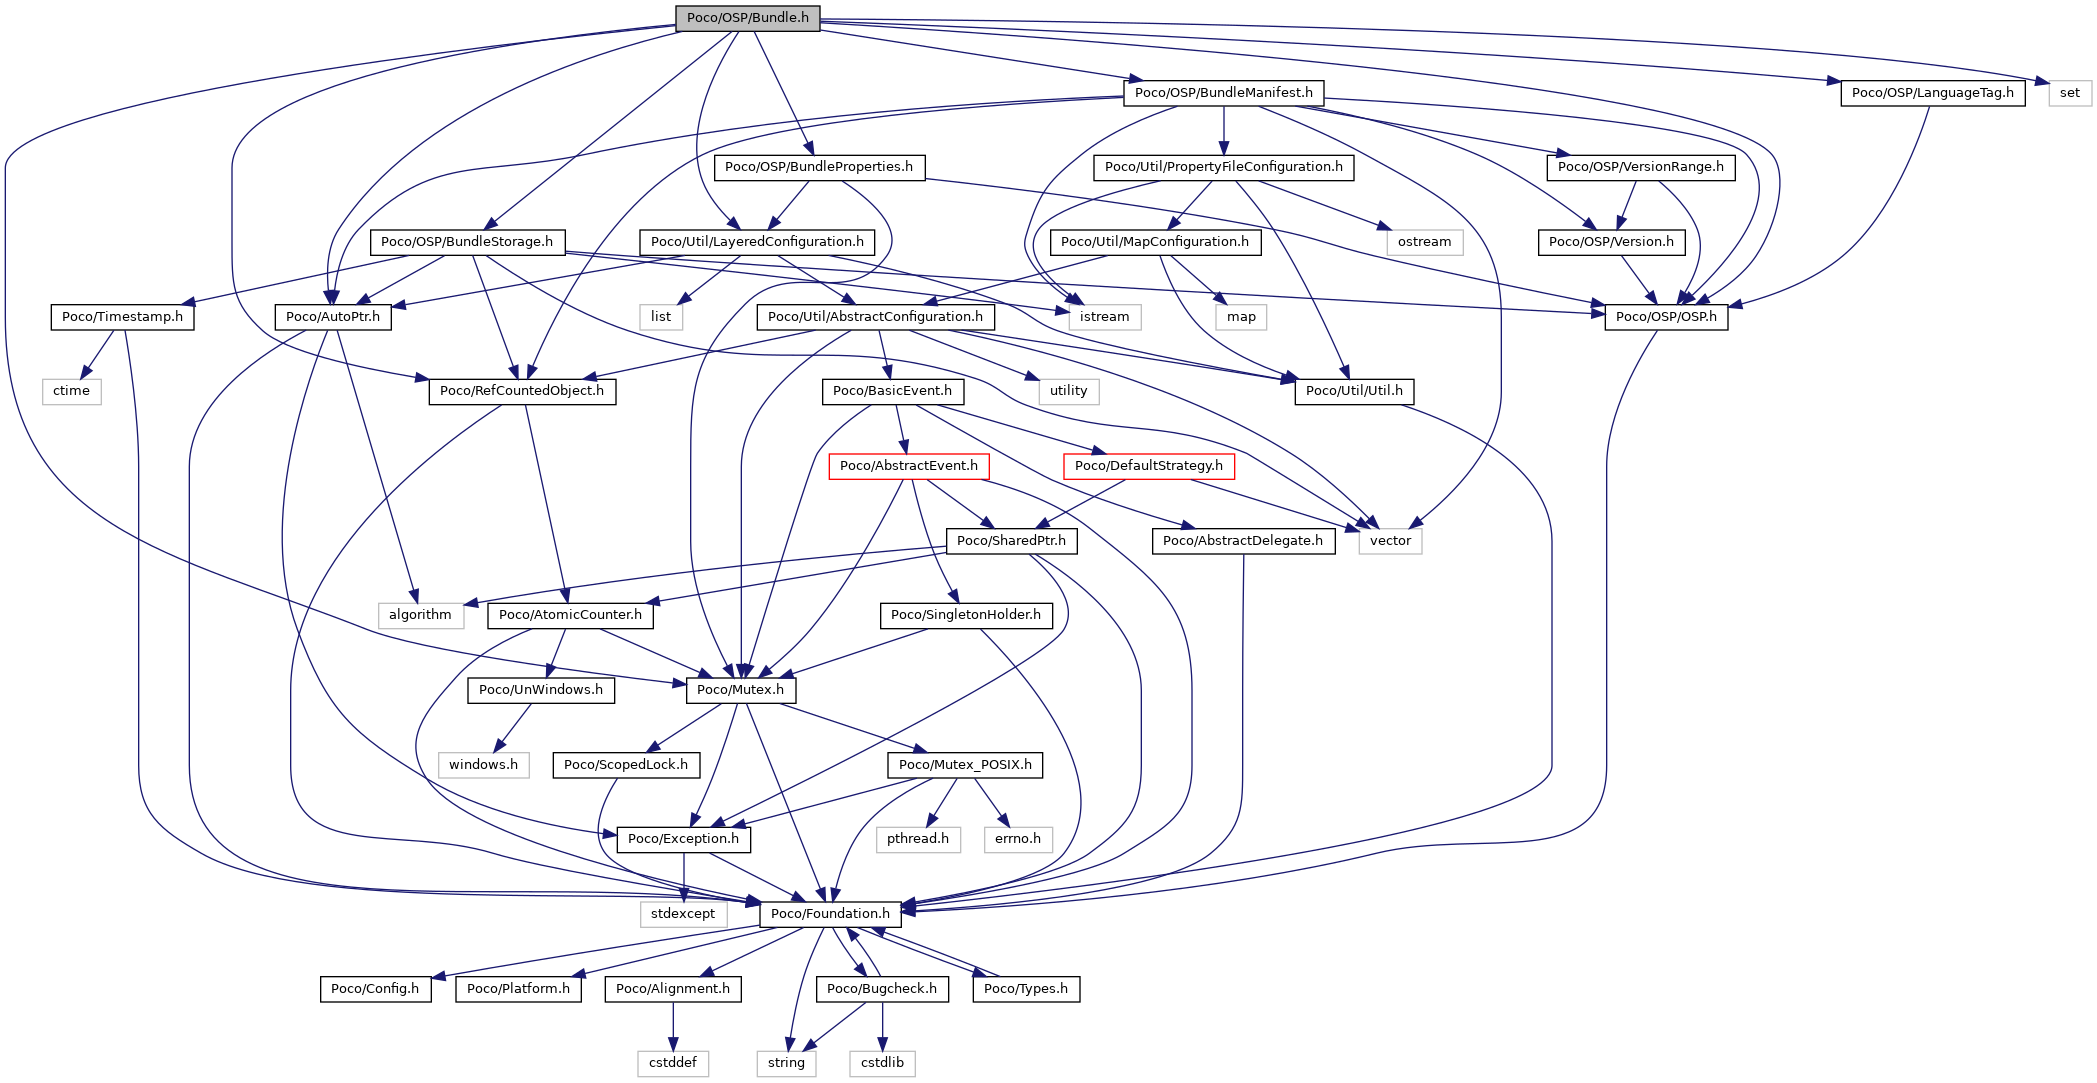 Poco/OSP/Bundle.h
Poco/OSP/BundleManifest.h
Poco/OSP/LanguageTag.h
set
Poco/OSP/BundleProperties.h
Poco/Util/PropertyFileConfiguration.h
Poco/OSP/VersionRange.h
Poco/OSP/BundleStorage.h
Poco/Util/LayeredConfiguration.h
Poco/Util/MapConfiguration.h
ostream
Poco/OSP/Version.h
Poco/Timestamp.h
Poco/AutoPtr.h
list
Poco/Util/AbstractConfiguration.h
istream
map
Poco/OSP/OSP.h
ctime
Poco/RefCountedObject.h
Poco/BasicEvent.h
utility
Poco/Util/Util.h
Poco/AbstractEvent.h
Poco/DefaultStrategy.h
Poco/SharedPtr.h
Poco/AbstractDelegate.h
vector
algorithm
Poco/AtomicCounter.h
Poco/SingletonHolder.h
Poco/UnWindows.h
Poco/Mutex.h
windows.h
Poco/ScopedLock.h
Poco/Mutex_POSIX.h
Poco/Exception.h
pthread.h
errno.h
stdexcept
Poco/Foundation.h
Poco/Config.h
Poco/Platform.h
Poco/Alignment.h
Poco/Bugcheck.h
Poco/Types.h
cstddef
string
cstdlib